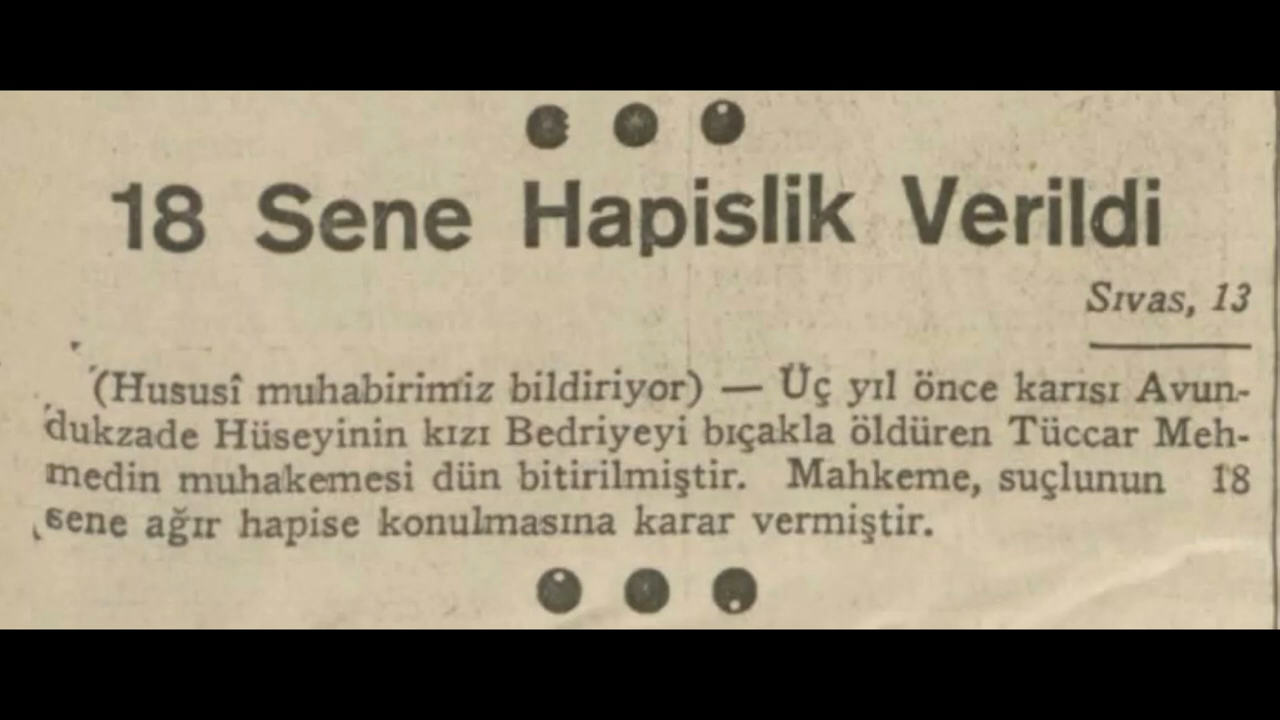 18 Sene Hapislik Verildi
Sıvas, 13
(Hususî muhabirimiz bildiriyor) — Üç yıl önce karısı Avun-
dukzade Hüseyinin kızı Bedriyeyi bıçakla öldüren Tüccar Meh-
medin muhakemesi dün bitirilmiştir. Mahkeme, suçlunun 18
sene ağır hapise konulmasına karar vermiştir.